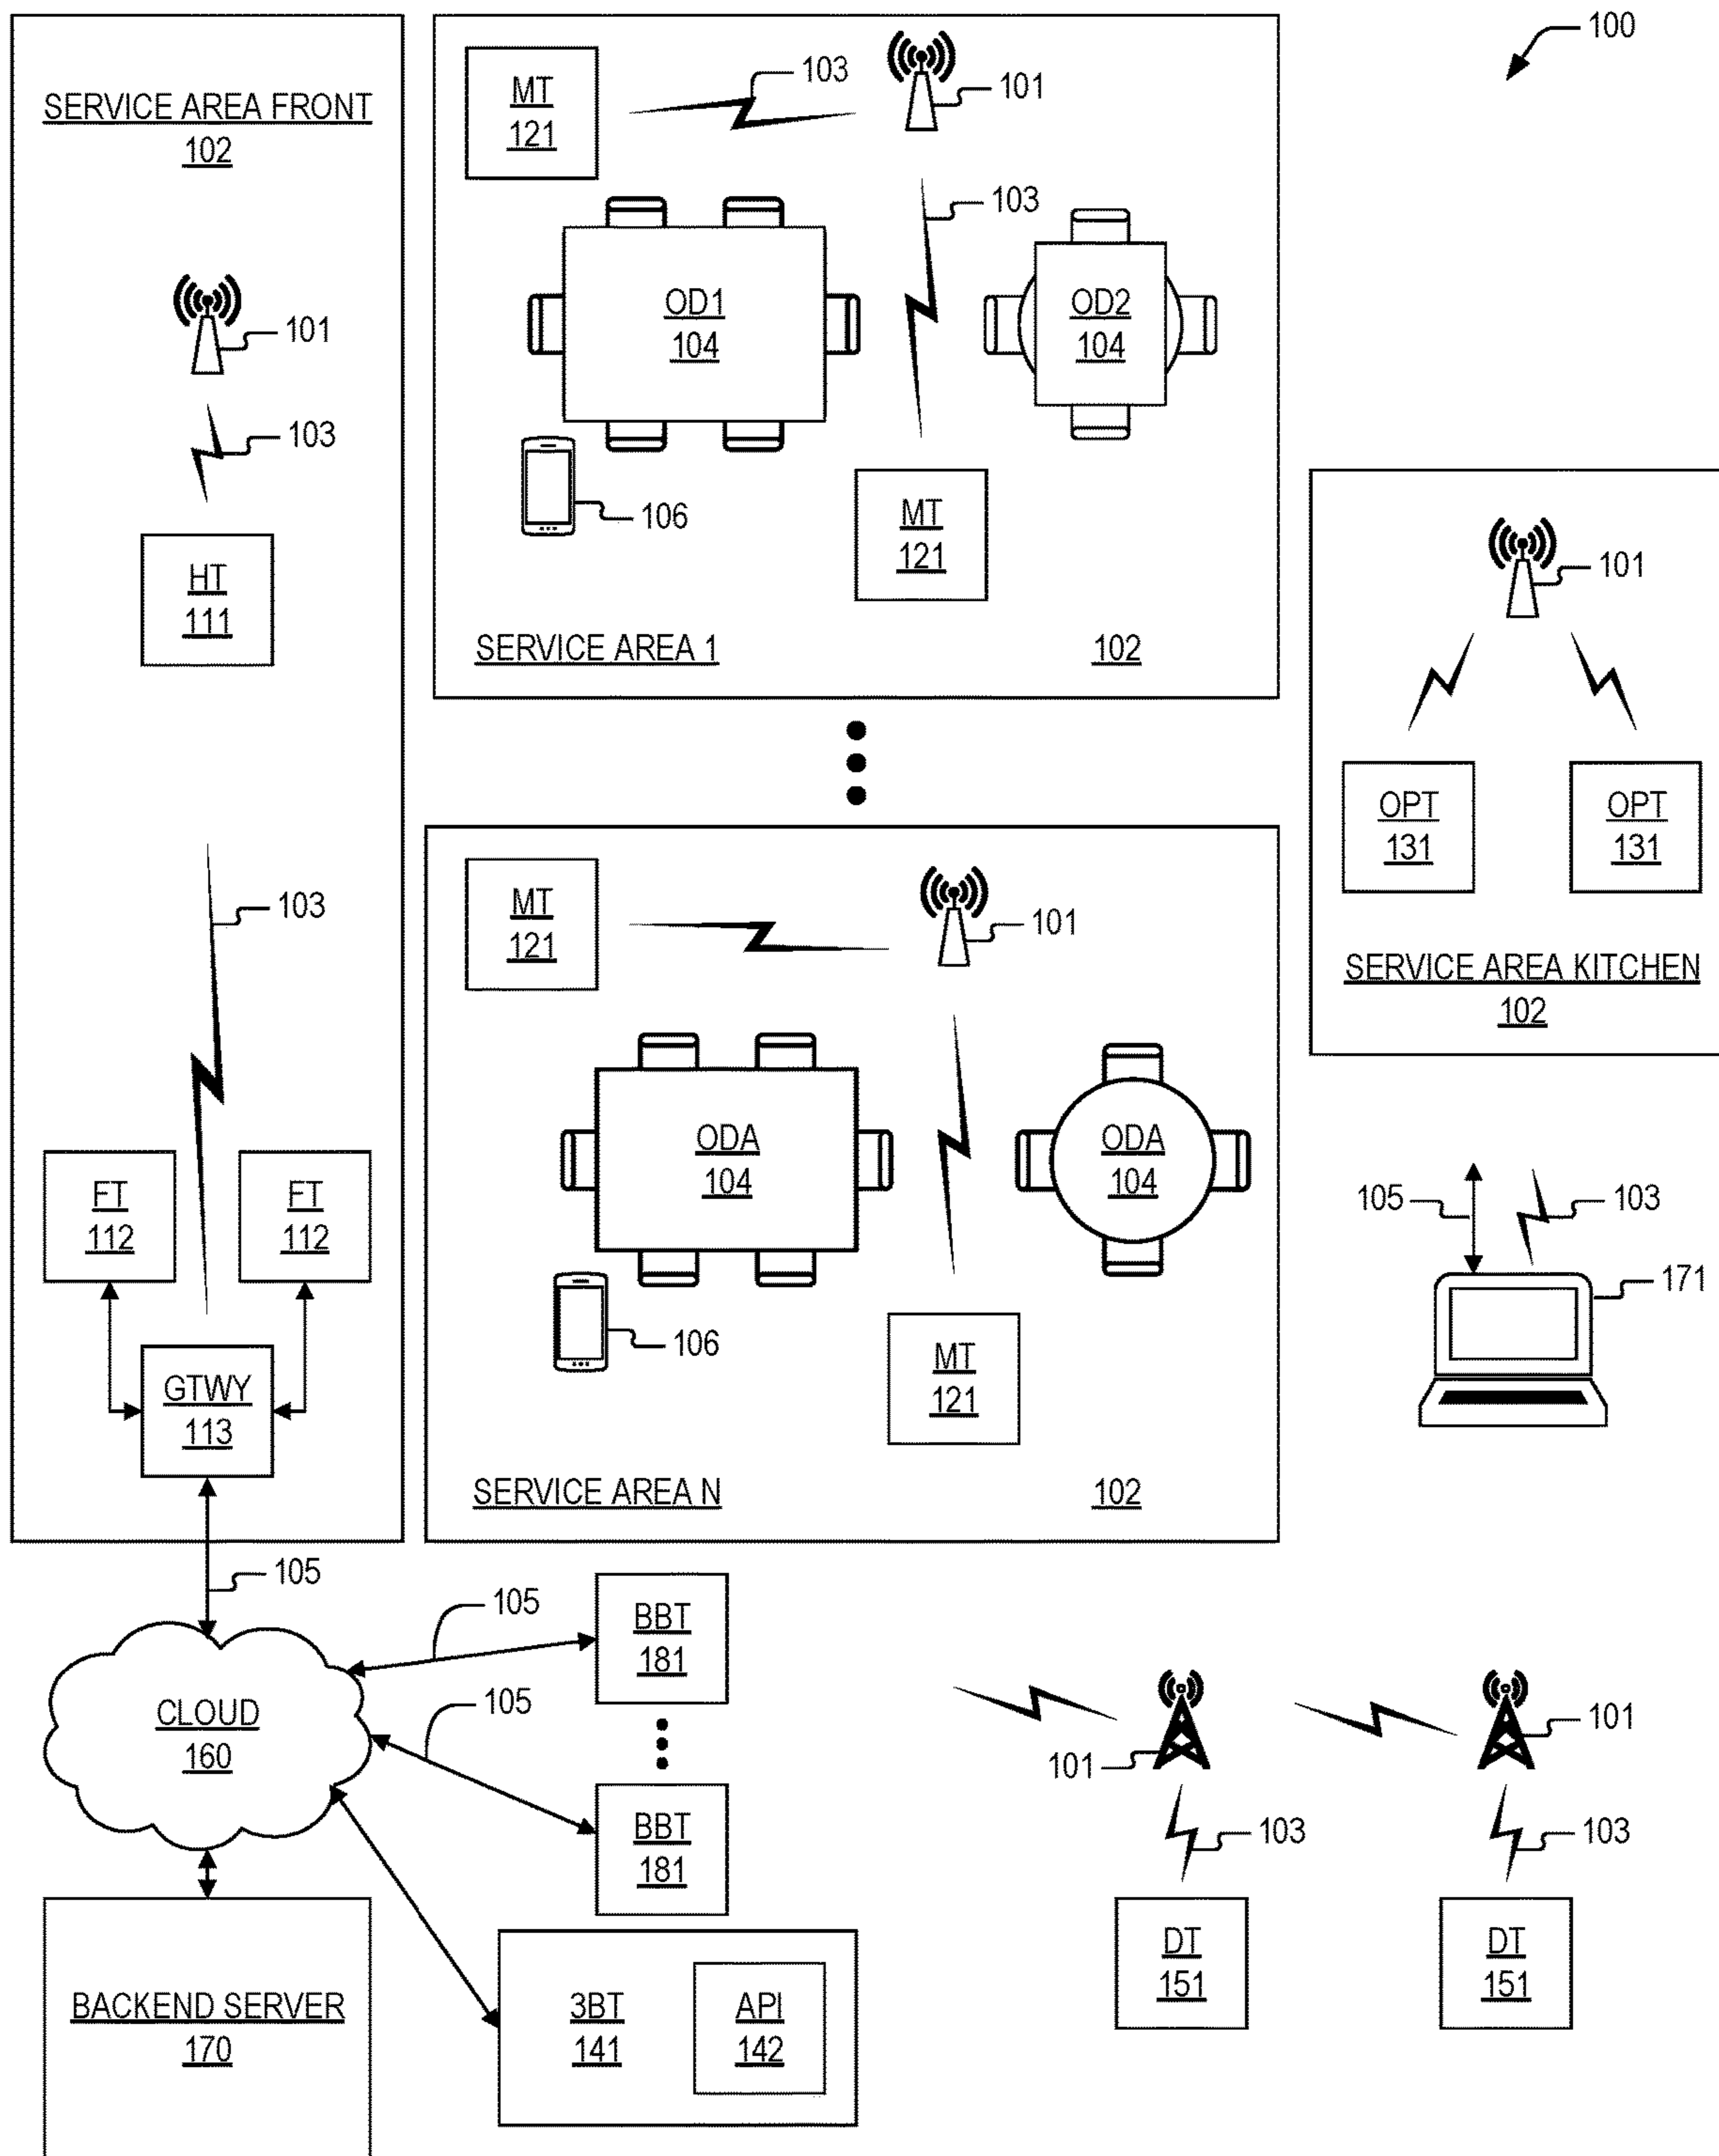 100
SERVICE AREA FRONT
102
101
103
HT
111
103
FT
112
FT
112
GTWY
113
105
MT
121
103
101
103
OD1
104
OD2
104
106
MT
121
SERVICE AREA 1
102
MT
121
101
ODA
104
ODA
104
106
MT
121
SERVICE AREA N
102
101
OPT
131
OPT
131
SERVICE AREA KITCHEN
102
105
103
171
CLOUD
160
105
BBT
181
105
BBT
181
BACKEND SERVER
170
3BT
141
API
142
101
101
103
103
DT
151
DT
151